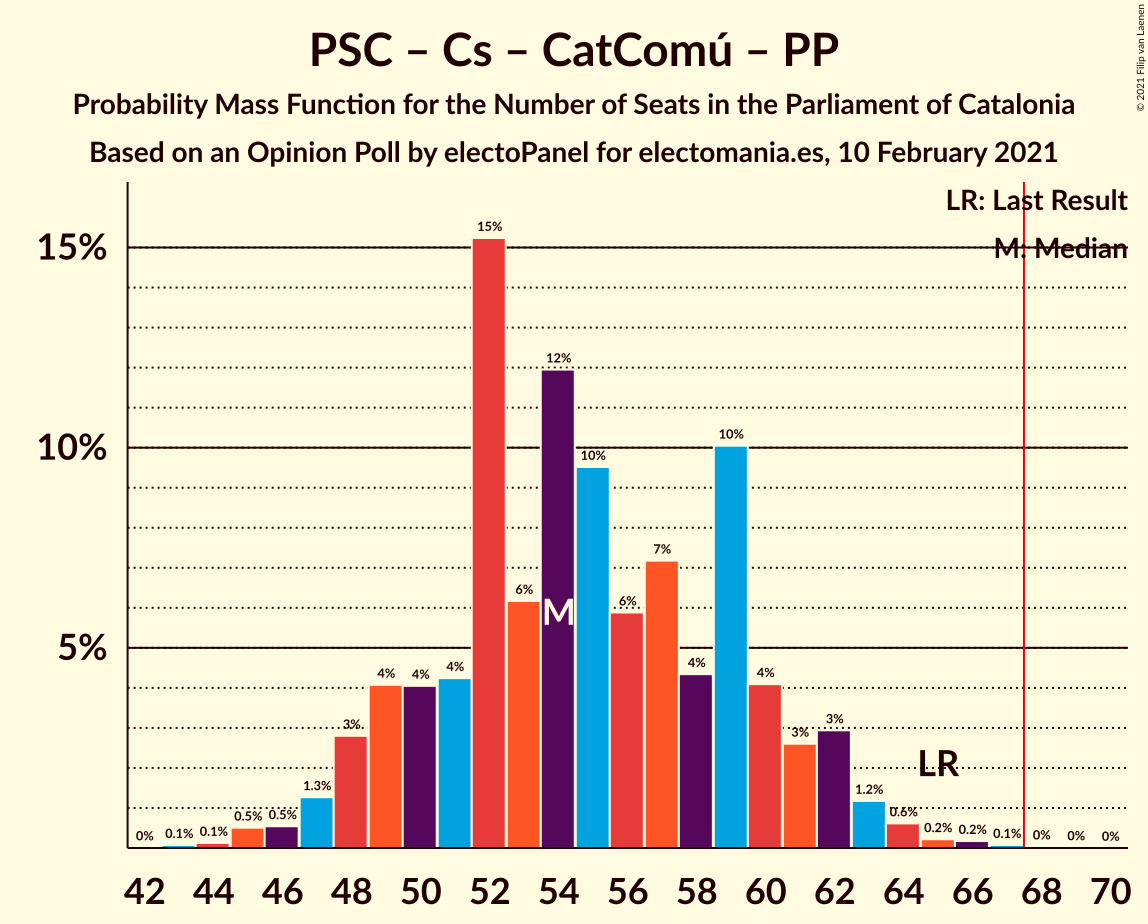 PSC – Cs – CatComú – PP
Probability Mass Function for the Number of Seats in the Parliament of Catalonia
Based on an Opinion Poll by electoPanel for electomania.es, 10 February 2021
© 2021 Filip van Laenen
LR: Last Result
M: Median
15%
10%
5%
0% 0.1% 0.1% 0.5% 0.5% 1.3% 3% 4% 4% 4% 15% 6% 12% 10% 6% 7% 4% 10% 4% 3% 3% 1.2% 0.6% 0.2% 0.2% 0.1% 0% 0% 0%
M
LR
42 44 46 48 50 52 54 56 58 60 62 64 66 68 70